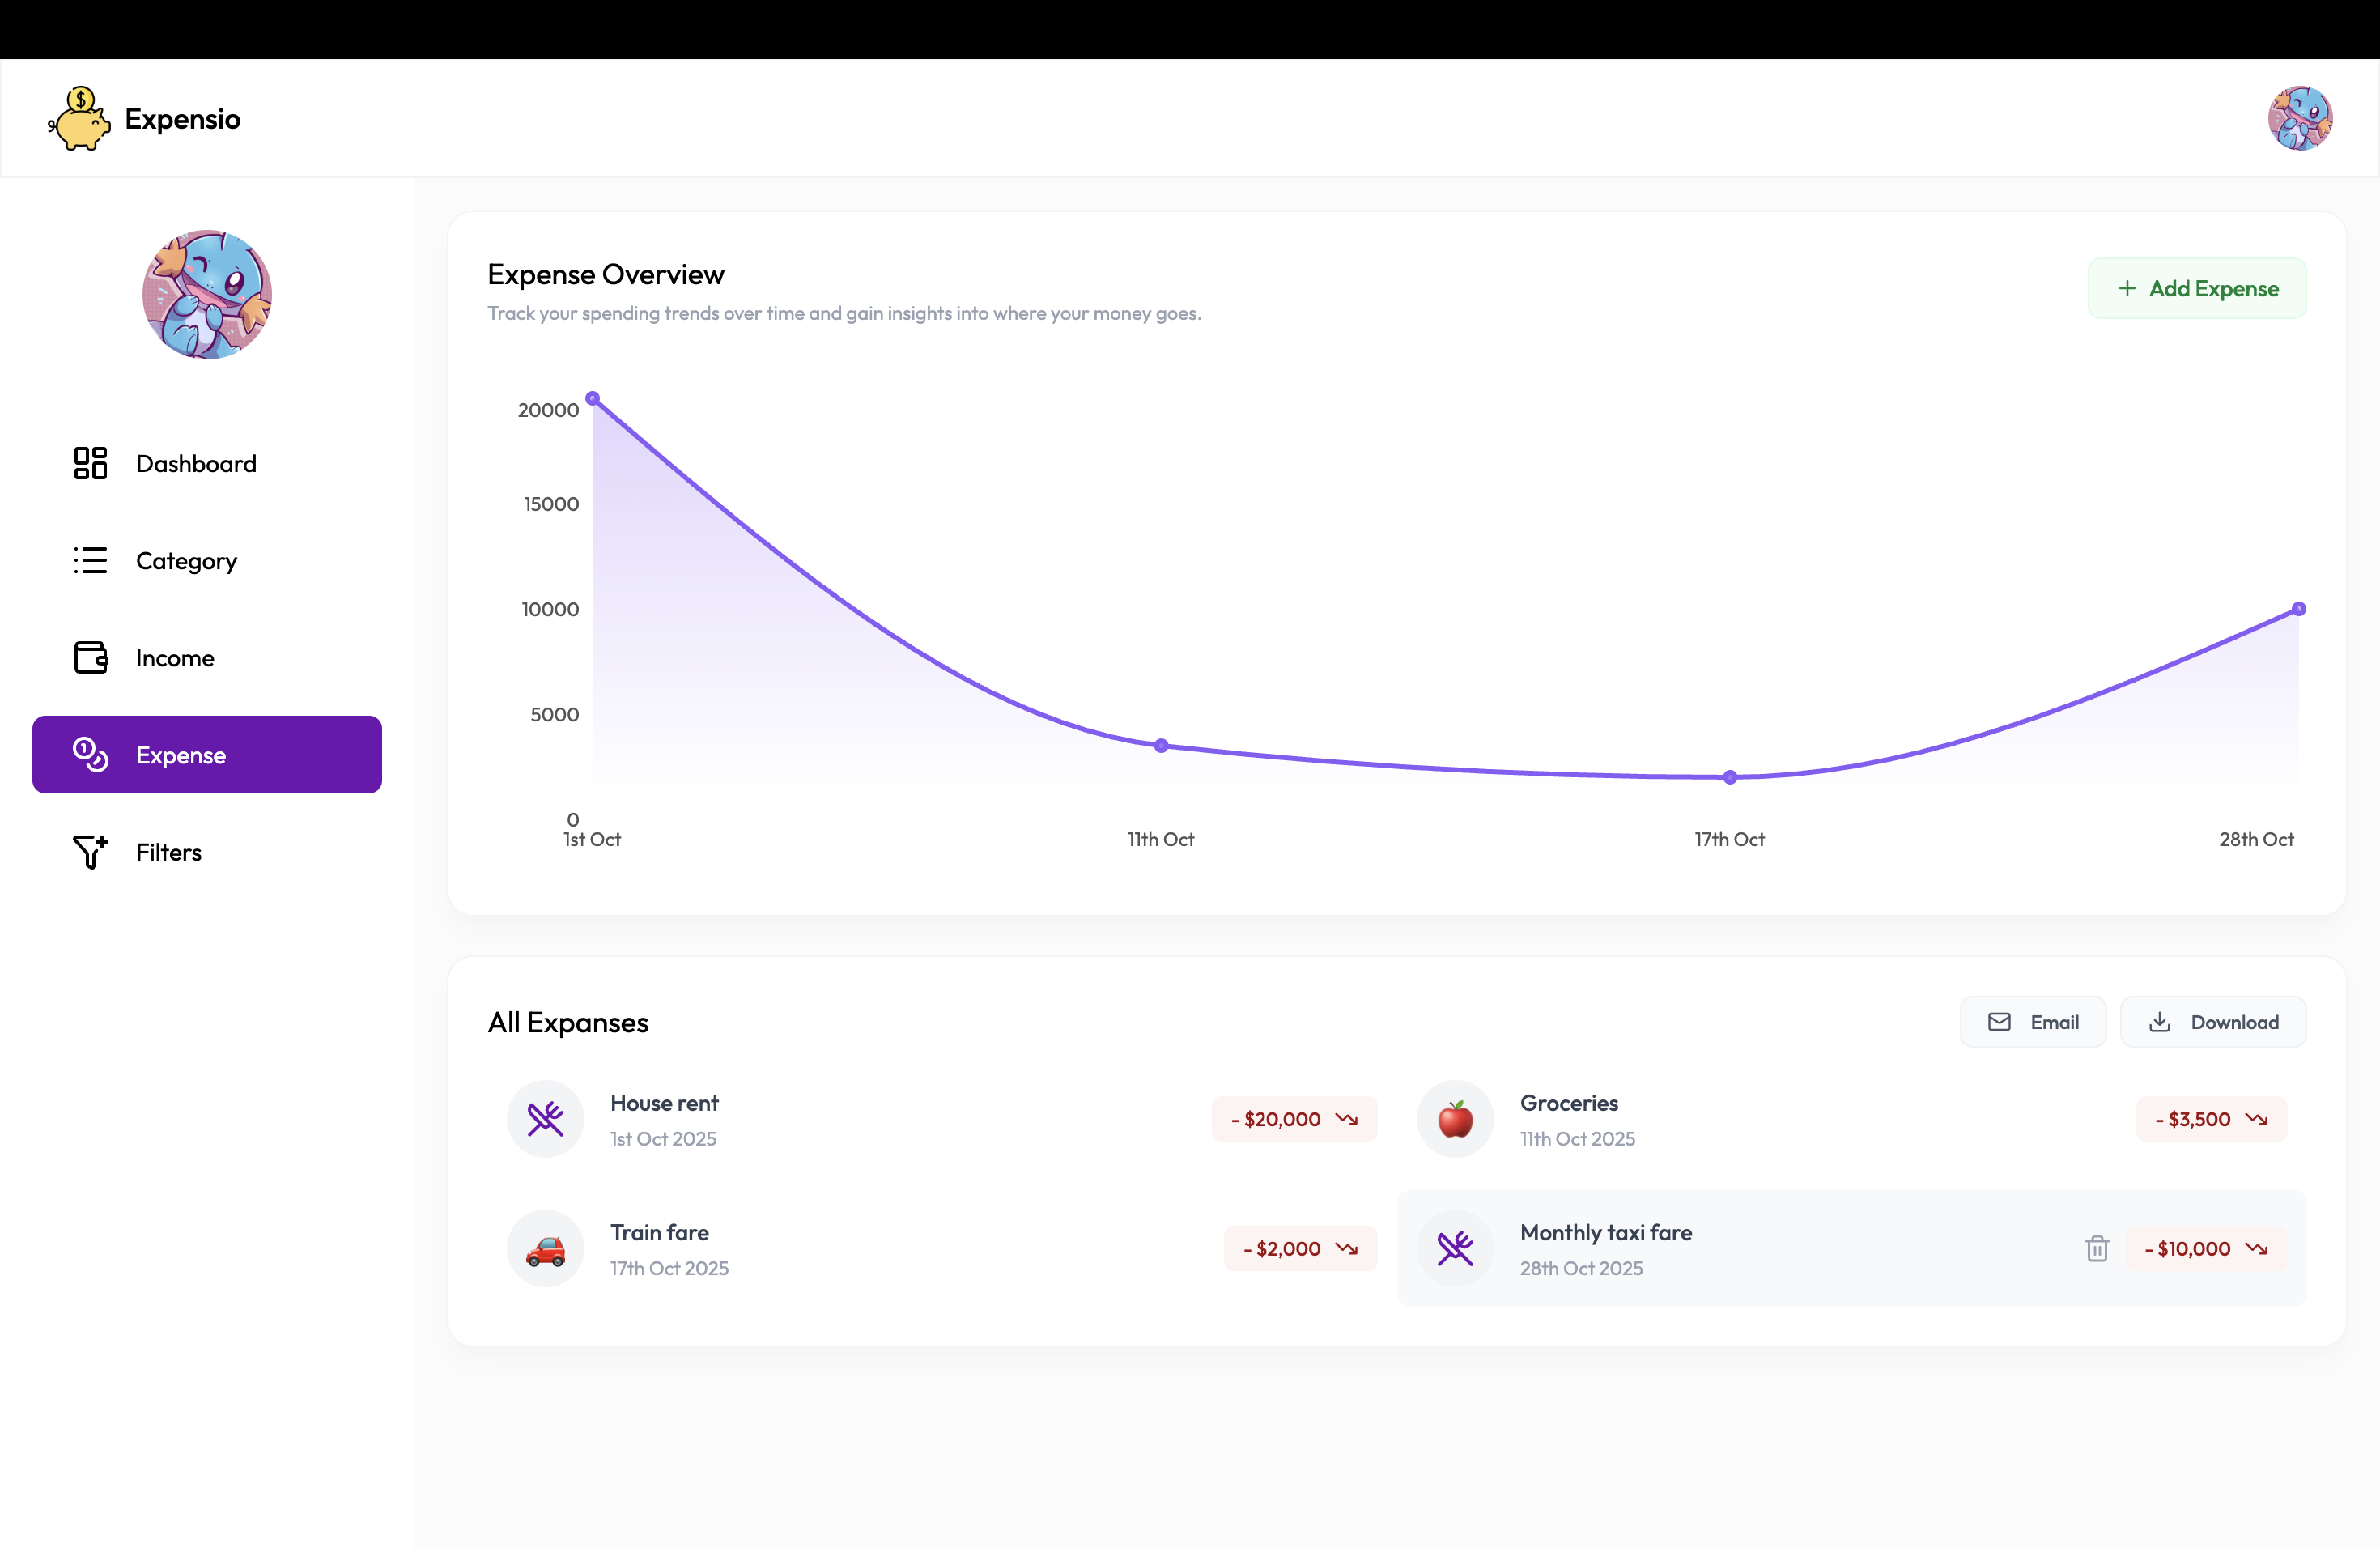 Expensio
Dashboard
Category
Income
Expense
Filters
Expense Overview
Track your spending trends over time and gain insights into where your money goes.
+ Add Expense
20000
15000
10000
5000
0
1st Oct
11th Oct
17th Oct
28th Oct
All Expanses
Email
Download
House rent
1st Oct 2025
- $20,000
Groceries
11th Oct 2025
- $3,500
Train fare
17th Oct 2025
- $2,000
Monthly taxi fare
28th Oct 2025
- $10,000